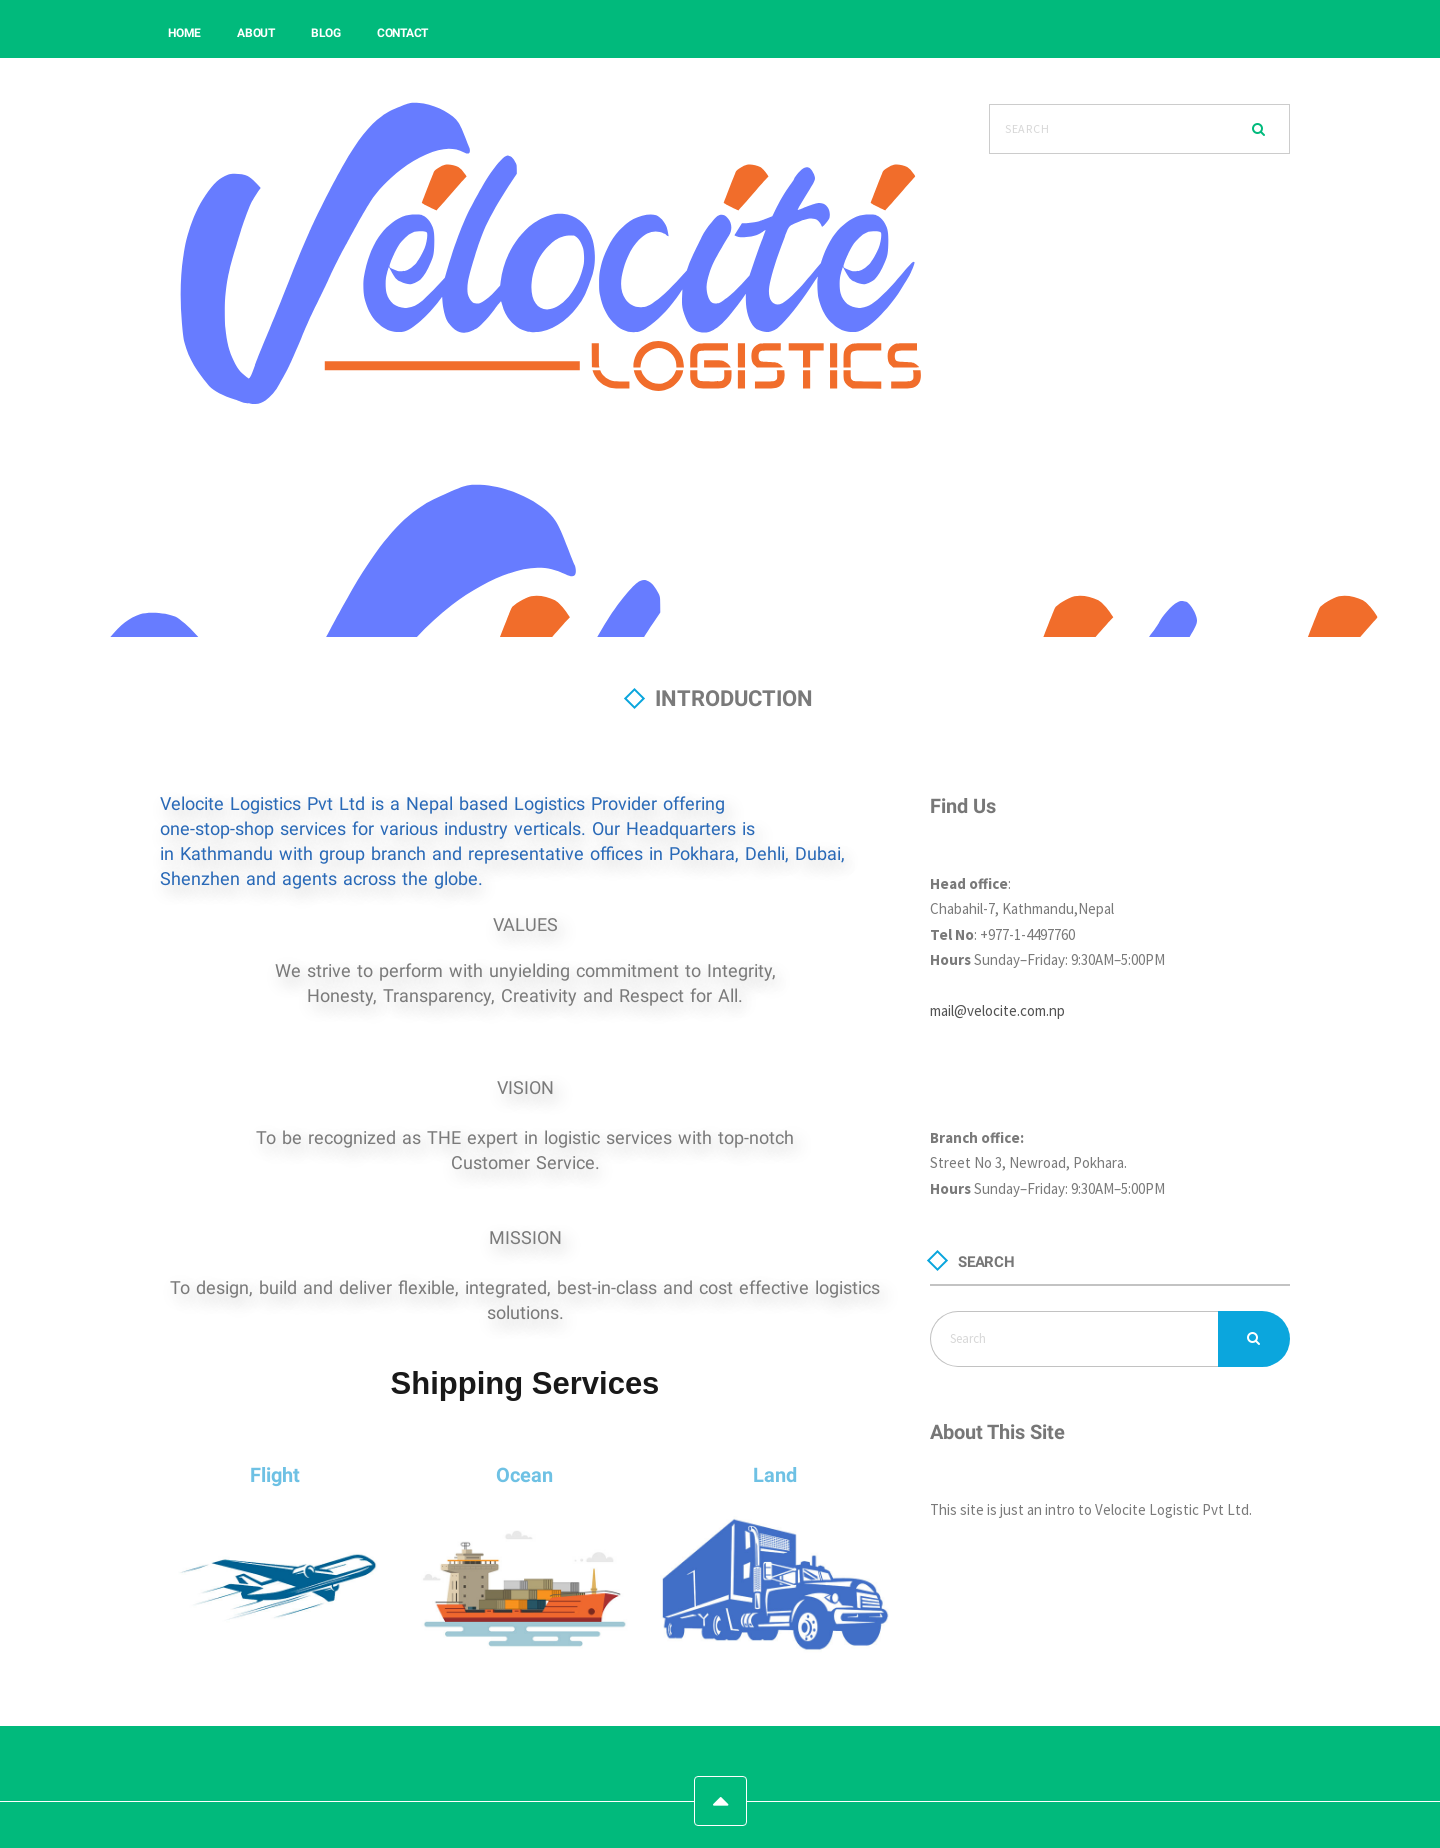 HOME ABOUT BLOG CONTACT
SEARCH
Vélocité
LOGISTICS
INTRODUCTION
Velocite Logistics Pvt Ltd is a Nepal based Logistics Provider offering
one-stop-shop services for various industry verticals. Our Headquarters is
in Kathmandu with group branch and representative offices in Pokhara, Dehli, Dubai,
Shenzhen and agents across the globe.
VALUES
We strive to perform with unyielding commitment to Integrity,
Honesty, Transparency, Creativity and Respect for All.
VISION
To be recognized as THE expert in logistic services with top-notch
Customer Service.
MISSION
To design, build and deliver flexible, integrated, best-in-class and cost effective logistics
solutions.
Shipping Services
Flight
Ocean
Land
Find Us
Head office:
Chabahil-7, Kathmandu,Nepal
Tel No: +977-1-4497760
Hours Sunday–Friday: 9:30AM–5:00PM
mail@velocite.com.np
Branch office:
Street No 3, Newroad, Pokhara.
Hours Sunday–Friday: 9:30AM–5:00PM
SEARCH
Search
About This Site
This site is just an intro to Velocite Logistic Pvt Ltd.